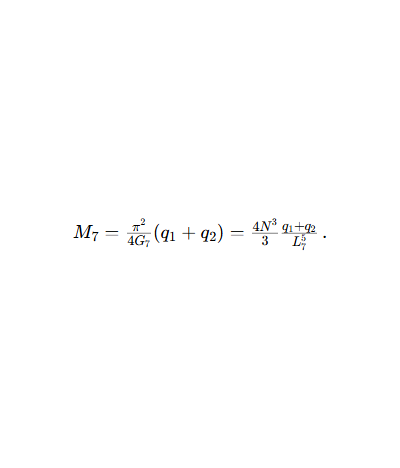 $M_7 = \frac{\pi^2}{4G_7}(q_1 + q_2) = \frac{4N^3}{3}\frac{q_1+q_2}{L_7^5}\,.$